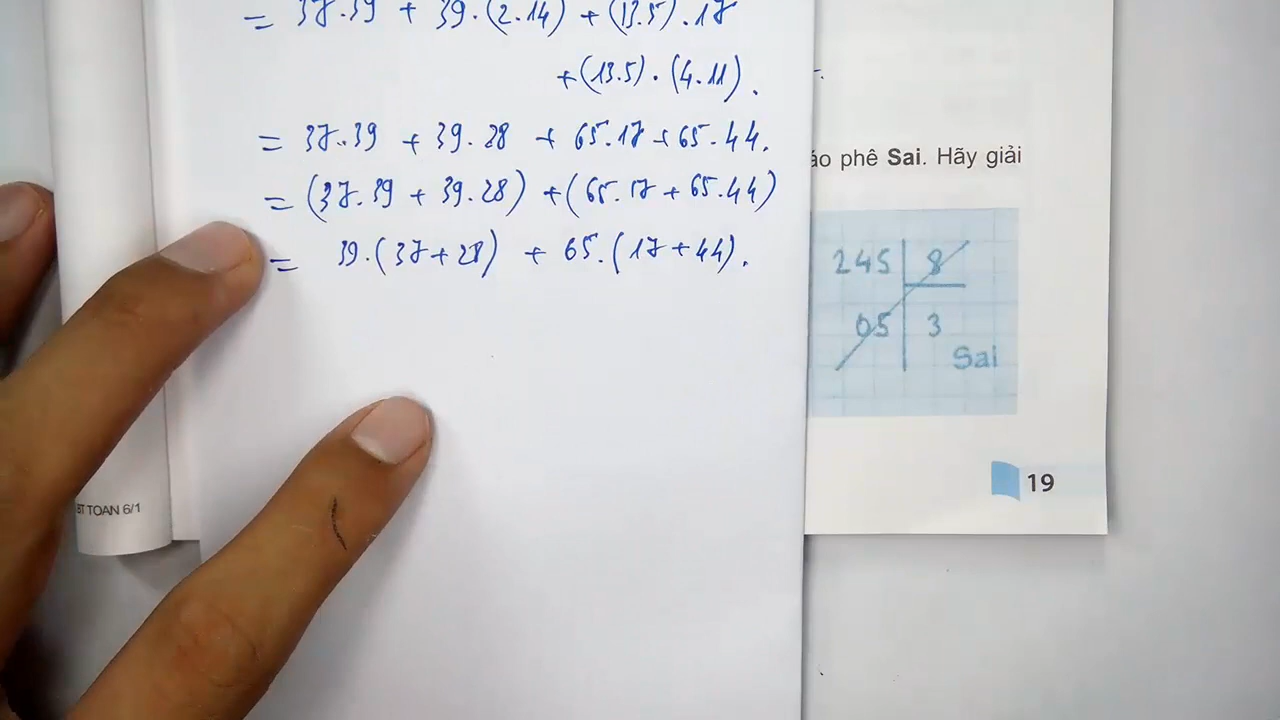 = 37.39 + 39.(2.14) + (13.5).17
+(13.5).(4.11).
= 37.39 + 39.28 + 65.17 + 65.44.
= (37.39 + 39.28) + (65.17 + 65.44)
= 39.(37+28) + 65.(17+44).
áo phê Sai. Hãy giải
245 8
05 3
Sai
19
BT TOAN 6/1